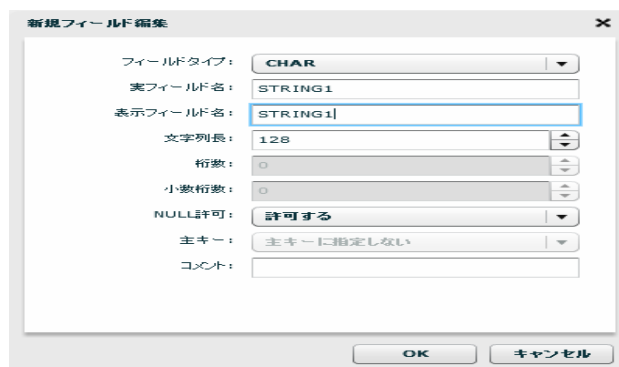 新規フィールド編集
フィールドタイプ： CHAR
実フィールド名： STRING1
表示フィールド名： STRING1
文字列長： 128
桁数： 0
小数桁数： 0
NULL許可： 許可する
主キー： 主キーに指定しない
コメント：
OK キャンセル